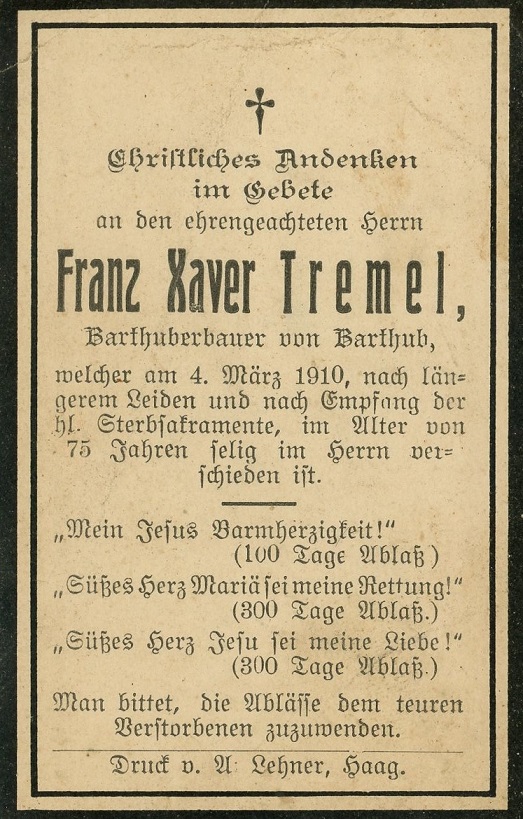 Christliches Andenken
im Gebete
an den ehrengeachteten Herrn
Franz Xaver Tremel,
Barthuberbauer von Barthub,
welcher am 4. März 1910, nach län=
gerem Leiden und nach Empfang der
hl. Sterbsakramente, im Alter von
75 Jahren selig im Herrn ver=
schieden ist.
„Mein Jesus Barmherzigkeit!“
(100 Tage Ablaß)
„Süßes Herz Mariä sei meine Rettung!“
(300 Tage Ablaß.)
„Süßes Herz Jesu sei meine Liebe!“
(300 Tage Ablaß.)
Man bittet, die Ablässe dem teuren
Verstorbenen zuzuwenden.
Druck v. A. Lehner, Haag.